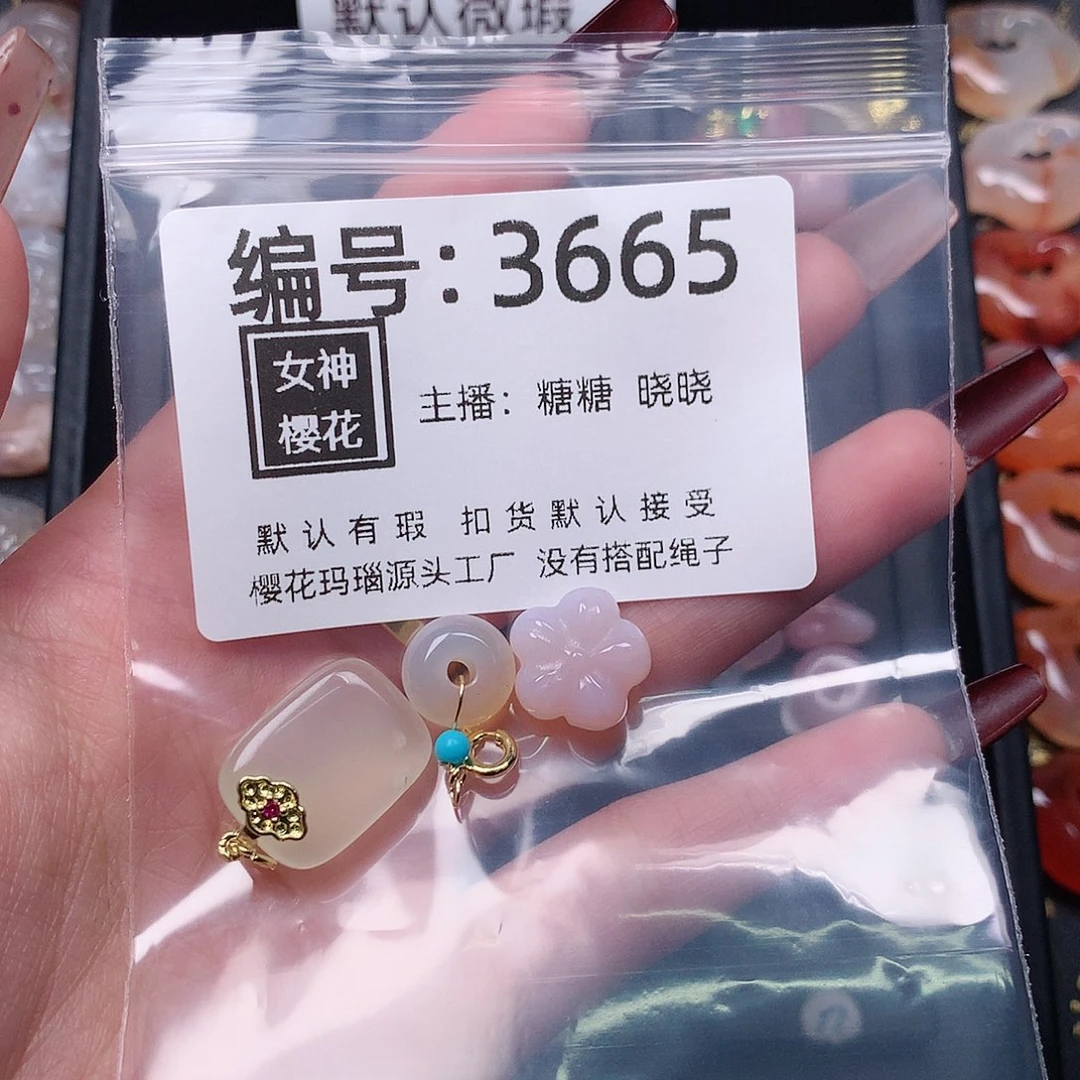 默认微瑕
编号：3665
女神
樱花
主播：糖糖 晓晓
默认有瑕 扣货默认接受
樱花玛瑙源头工厂 没有搭配绳子